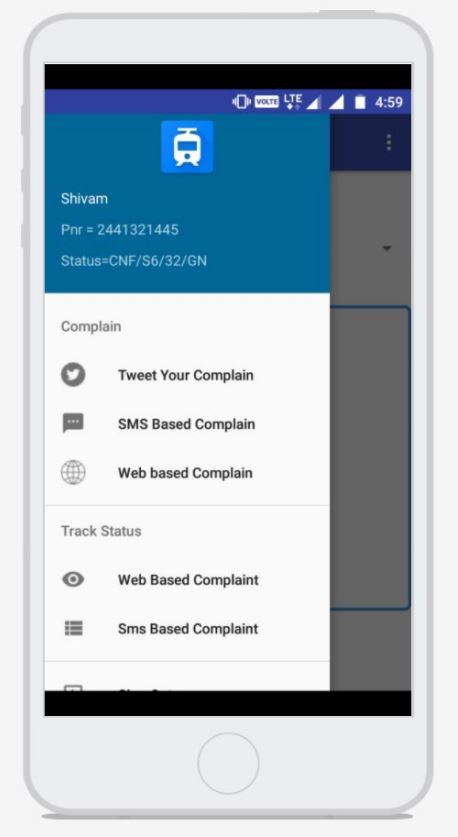 VOLTE LTE 4:59
Shivam
Pnr = 2441321445
Status=CNF/S6/32/GN
Complain
Tweet Your Complain
SMS Based Complain
Web based Complain
Track Status
Web Based Complaint
Sms Based Complaint